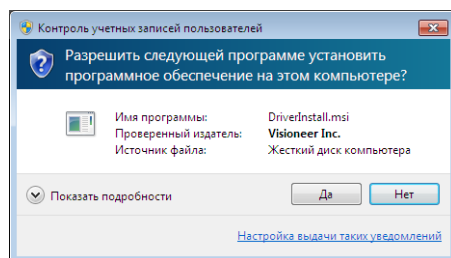 Контроль учетных записей пользователей
Разрешить следующей программе установить
программное обеспечение на этом компьютере?
Имя программы: DriverInstall.msi
Проверенный издатель: Visioneer Inc.
Источник файла: Жесткий диск компьютера
Показать подробности Да Нет
Настройка выдачи таких уведомлений